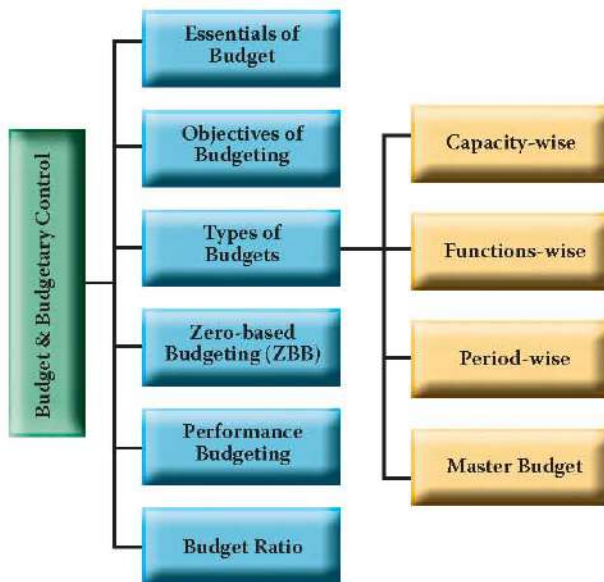 Budget & Budgetary Control
Essentials of
Budget
Objectives of
Budgeting
Types of
Budgets
Zero-based
Budgeting (ZBB)
Performance
Budgeting
Budget Ratio
Capacity-wise
Functions-wise
Period-wise
Master Budget